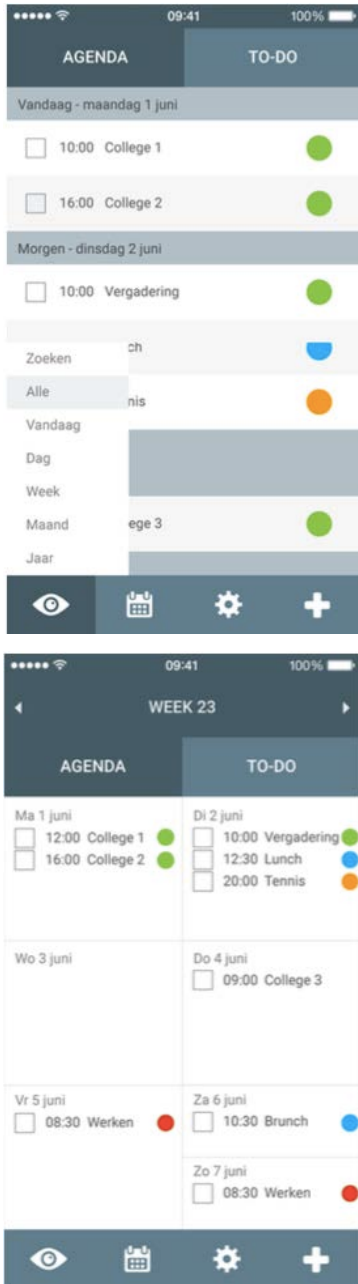 09:41 100%
AGENDA TO-DO
Vandaag - maandag 1 juni
10:00 College 1
16:00 College 2
Morgen - dinsdag 2 juni
10:00 Vergadering
Zoeken
Alle
Vandaag
Dag
Week
Maand
Jaar
ege 3
09:41 100%
WEEK 23
AGENDA TO-DO
Ma 1 juni
12:00 College 1
16:00 College 2
Di 2 juni
10:00 Vergadering
12:30 Lunch
20:00 Tennis
Wo 3 juni
Do 4 juni
09:00 College 3
Vr 5 juni
08:30 Werken
Za 6 juni
10:30 Brunch
Zo 7 juni
08:30 Werken